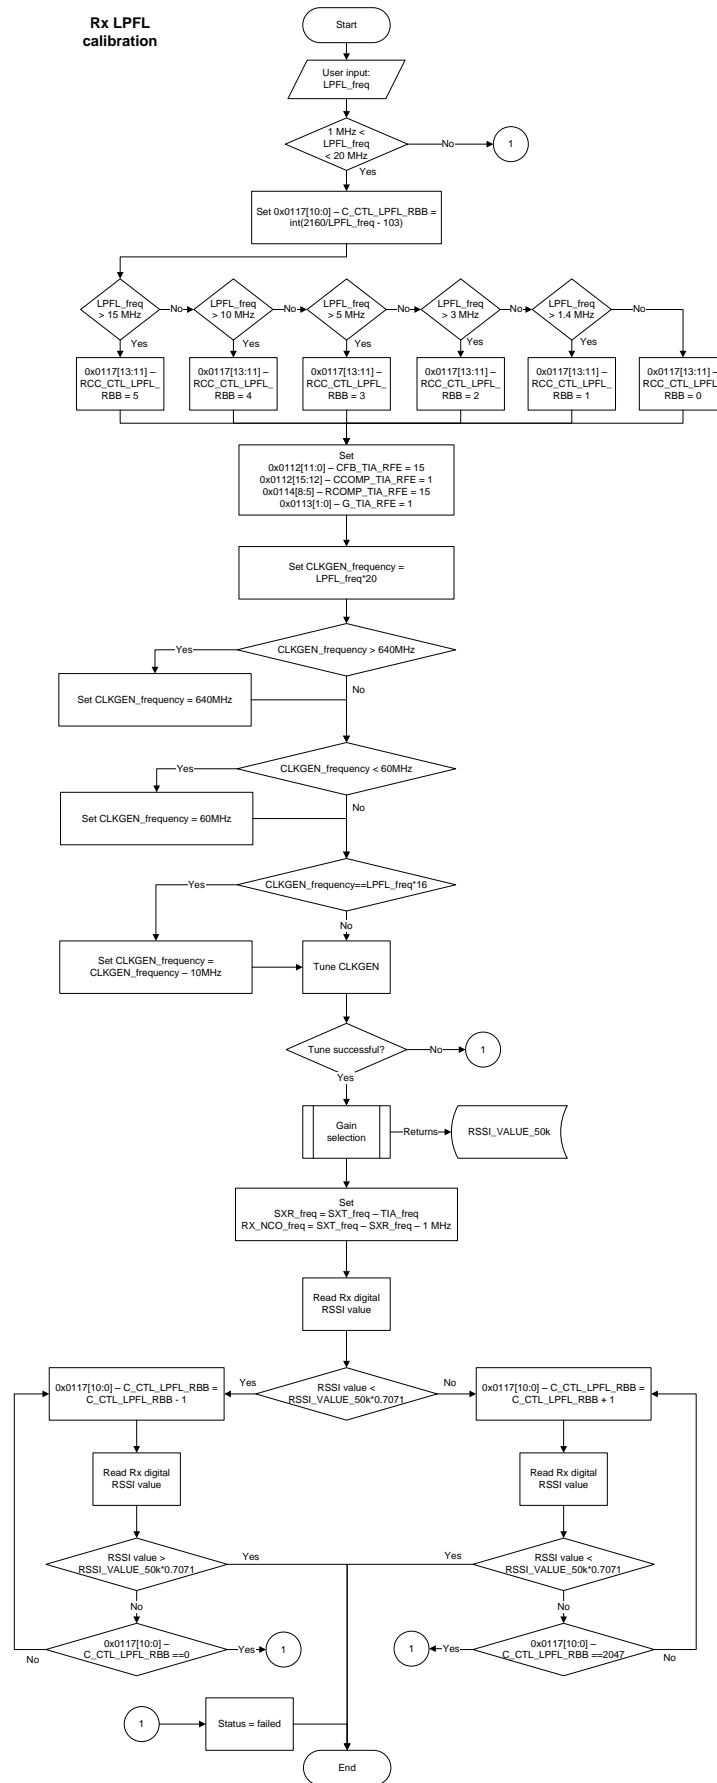 Rx LPFL
calibration
Start
User input:
LPFL_freq
1 MHz <
LPFL_freq
< 20 MHz
No
1
Yes
Set 0x0117[10:0] – C_CTL_LPFL_RBB =
int(2160/LPFL_freq - 103)
LPFL_freq
> 15 MHz
No
LPFL_freq
> 10 MHz
No
LPFL_freq
> 5 MHz
No
LPFL_freq
> 3 MHz
No
LPFL_freq
> 1.4 MHz
No
Yes
Yes
Yes
Yes
Yes
0x0117[13:11] –
RCC_CTL_LPFL_
RBB = 5
0x0117[13:11] –
RCC_CTL_LPFL_
RBB = 4
0x0117[13:11] –
RCC_CTL_LPFL_
RBB = 3
0x0117[13:11] –
RCC_CTL_LPFL_
RBB = 2
0x0117[13:11] –
RCC_CTL_LPFL_
RBB = 1
0x0117[13:11] –
RCC_CTL_LPFL_
RBB = 0
Set
0x0112[11:0] – CFB_TIA_RFE = 15
0x0112[15:12] – CCOMP_TIA_RFE = 1
0x0114[8:5] – RCOMP_TIA_RFE = 15
0x0113[1:0] – G_TIA_RFE = 1
Set CLKGEN_frequency =
LPFL_freq*20
CLKGEN_frequency > 640MHz
Yes
No
Set CLKGEN_frequency = 640MHz
CLKGEN_frequency < 60MHz
Yes
No
Set CLKGEN_frequency = 60MHz
CLKGEN_frequency==LPFL_freq*16
Yes
No
Set CLKGEN_frequency =
CLKGEN_frequency – 10MHz
Tune CLKGEN
Tune successful?
No
1
Yes
Gain
selection
Returns
RSSI_VALUE_50k
Set
SXR_freq = SXT_freq – TIA_freq
RX_NCO_freq = SXT_freq – SXR_freq – 1 MHz
Read Rx digital
RSSI value
0x0117[10:0] – C_CTL_LPFL_RBB =
C_CTL_LPFL_RBB - 1
Yes
RSSI value <
RSSI_VALUE_50k*0.7071
No
0x0117[10:0] – C_CTL_LPFL_RBB =
C_CTL_LPFL_RBB + 1
Read Rx digital
RSSI value
Read Rx digital
RSSI value
RSSI value >
RSSI_VALUE_50k*0.7071
Yes
Yes
RSSI value <
RSSI_VALUE_50k*0.7071
No
No
0x0117[10:0] –
C_CTL_LPFL_RBB ==0
No
Yes
1
1
Yes
0x0117[10:0] –
C_CTL_LPFL_RBB ==2047
No
1
Status = failed
End